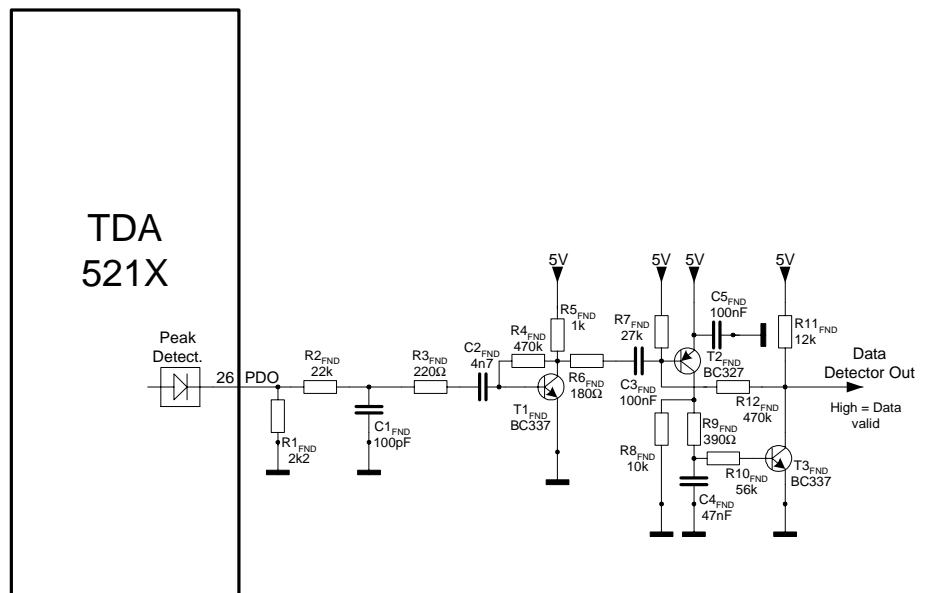 TDA
521X
Peak
Detect.
26
PDO
R1FND
2k2
R2FND
22k
C1FND
100pF
R3FND
220Ω
C2FND
4n7
R4FND
470k
5V
R5FND
1k
T1FND
BC337
R6FND
180Ω
C3FND
100nF
5V
R7FND
27k
5V
C5FND
100nF
T2FND
BC327
R8FND
10k
R9FND
390Ω
C4FND
47nF
R10FND
56k
R12FND
470k
5V
R11FND
12k
T3FND
BC337
Data
Detector Out
High = Data
valid